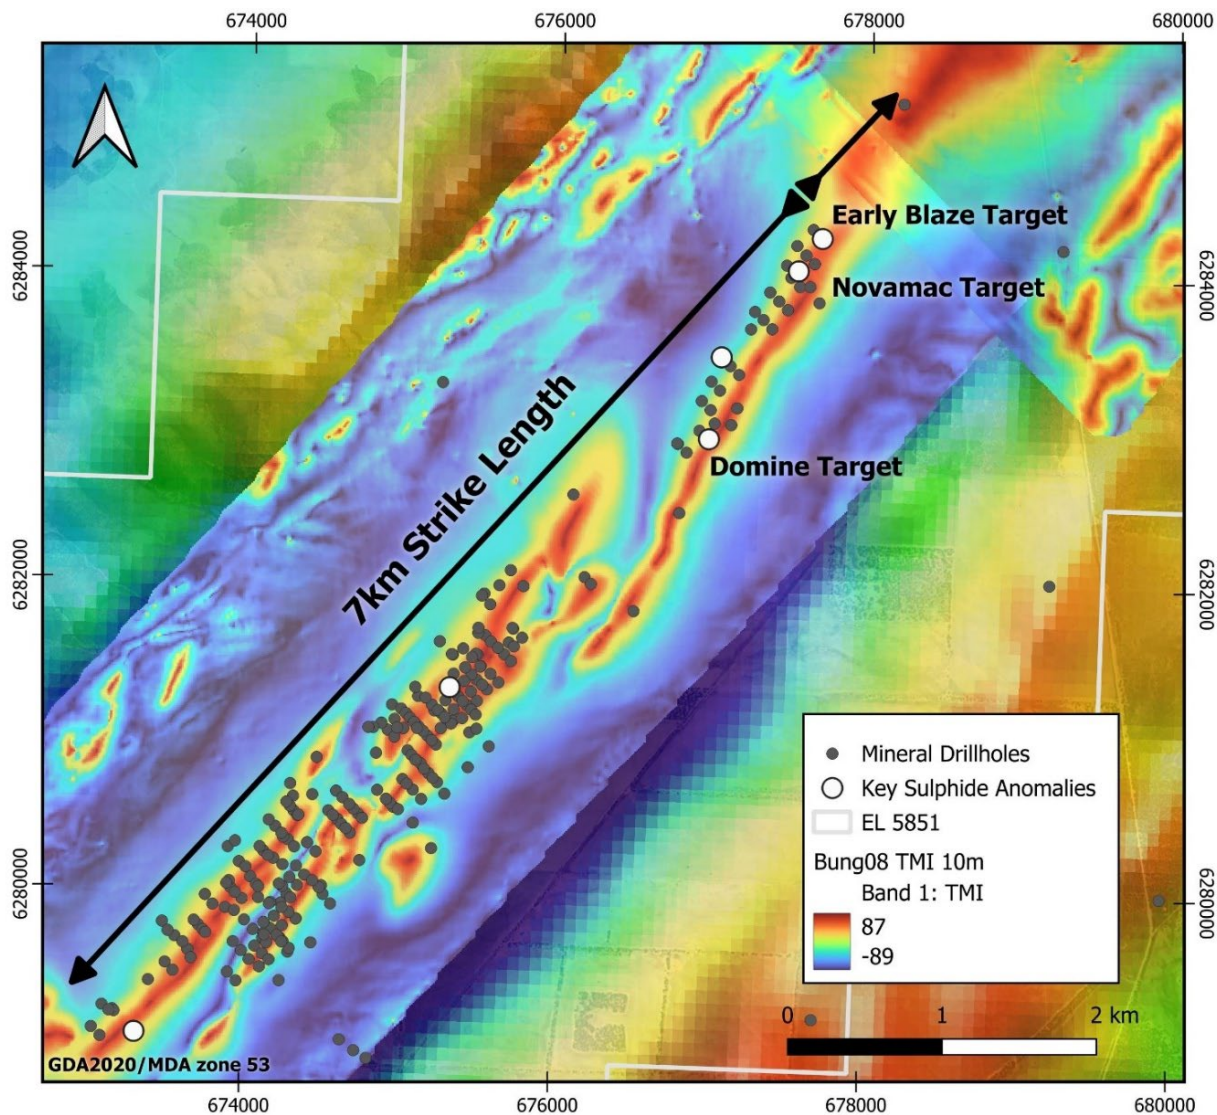 674000
676000
678000
680000
6284000
6284000
Early Blaze Target
Novamac Target
7km Strike Length
Domine Target
6282000
6282000
Mineral Drillholes
Key Sulphide Anomalies
EL 5851
Bung08 TMI 10m
Band 1: TMI
87
-89
6280000
6280000
0
1
2 km
GDA2020/MDA zone 53
674000
676000
678000
680000